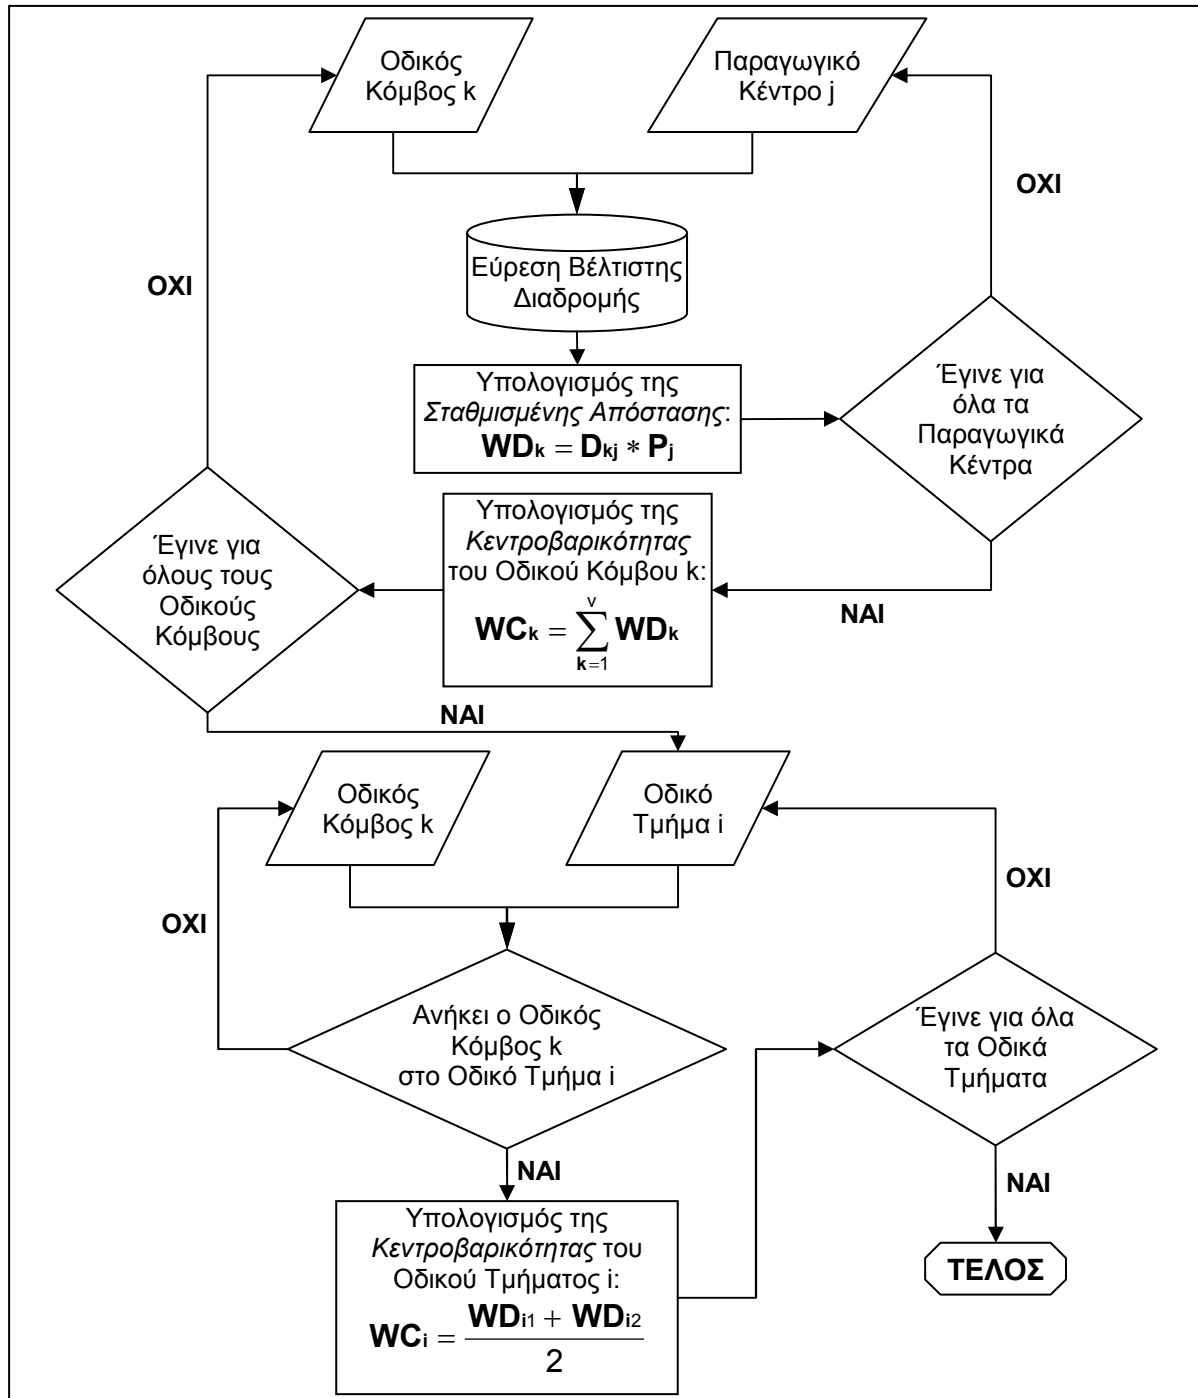 Οδικός
Κόμβος k
Παραγωγικό
Κέντρο j
ΟΧΙ
ΟΧΙ
Εύρεση Βέλτιστης
Διαδρομής
Υπολογισμός της
Σταθμισμένης Απόστασης:
WDk = Dkj * Pj
Έγινε για
όλα τα
Παραγωγικά
Κέντρα
Υπολογισμός της
Κεντροβαρικότητας
του Οδικού Κόμβου k:
WCk = ∑ WDk
v
k=1
Έγινε για
όλους τους
Οδικούς
Κόμβους
ΝΑΙ
ΝΑΙ
Οδικός
Κόμβος k
Οδικό
Τμήμα i
ΟΧΙ
ΟΧΙ
Ανήκει ο Οδικός
Κόμβος k
στο Οδικό Τμήμα i
Έγινε για όλα
τα Οδικά
Τμήματα
ΝΑΙ
ΝΑΙ
Υπολογισμός της
Κεντροβαρικότητας του
Οδικού Τμήματος i:
WCi = WDi1 + WDi2
2
ΤΕΛΟΣ